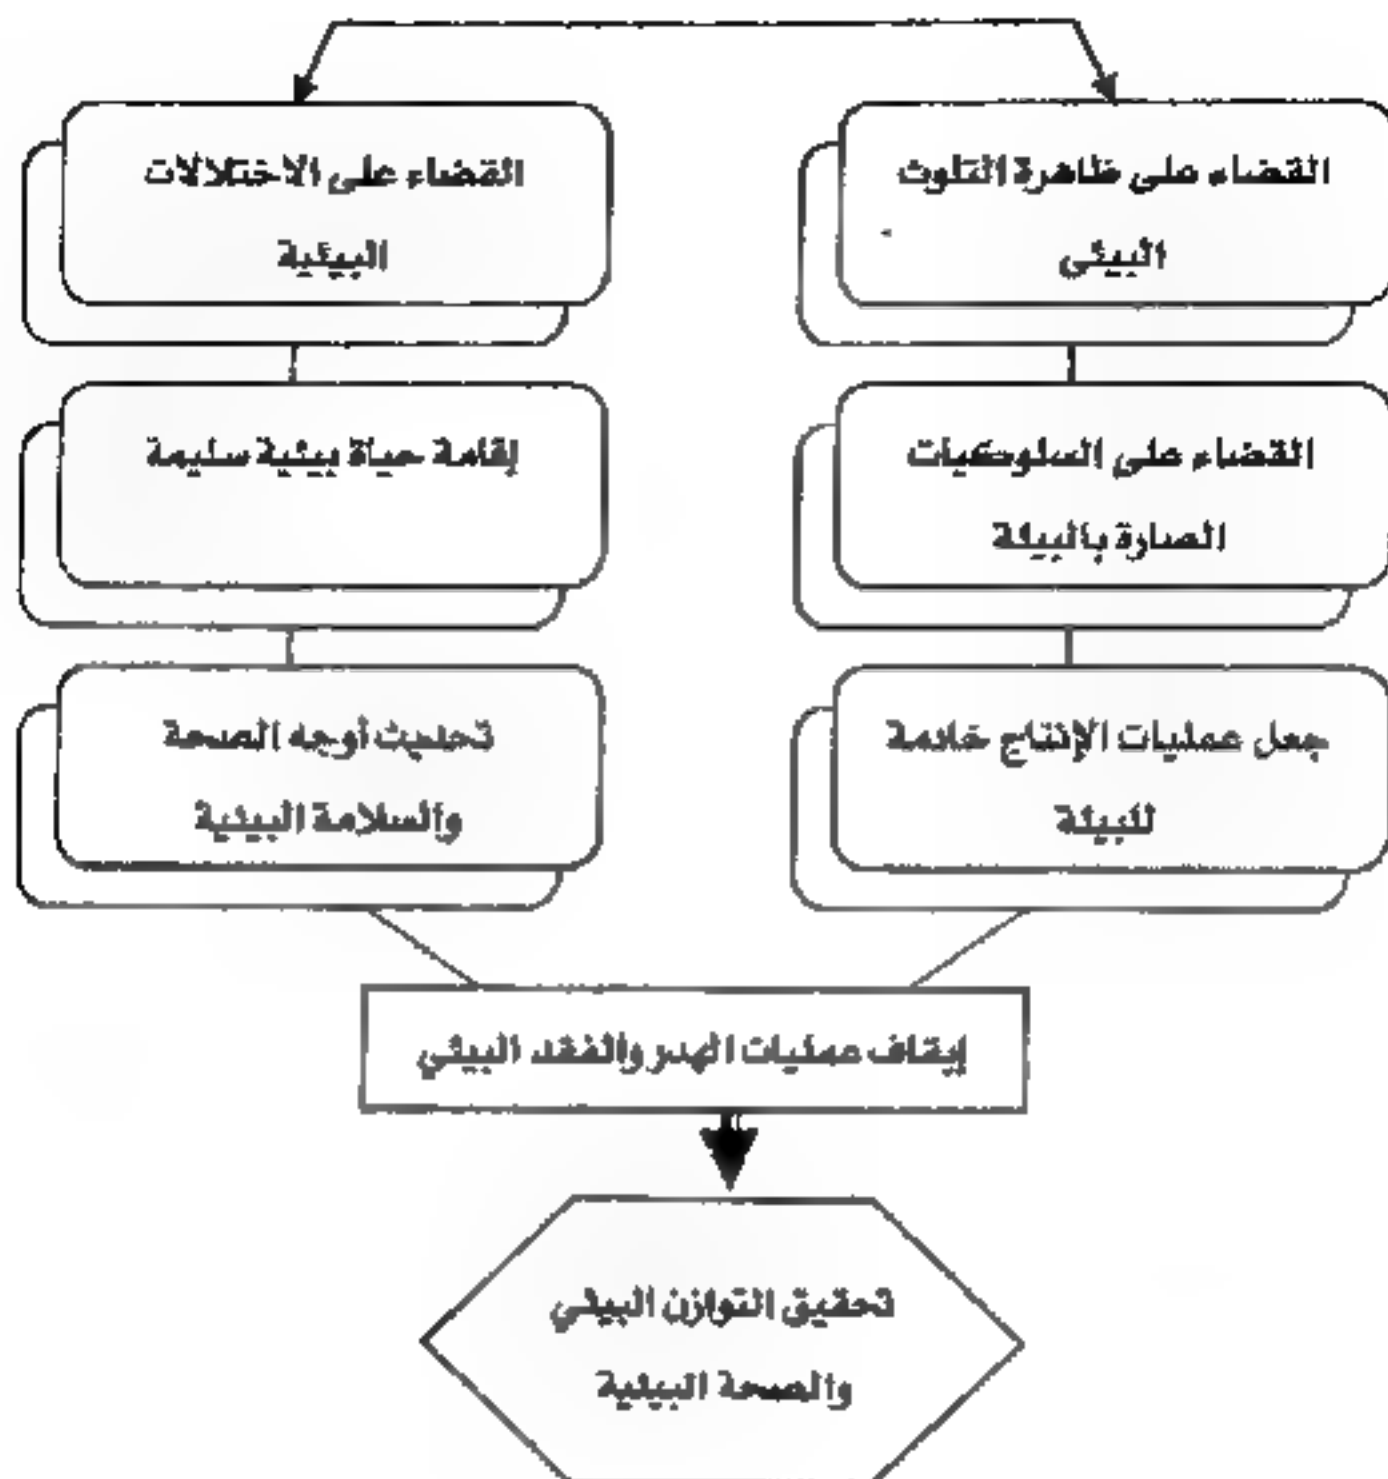 القضاء على ظاهرة التلوث
البيئى
القضاء على الاختلالات
البيئية
القضاء على السلوكيات
الضارة بالبيئة
إقامة حياة بيئية سليمة
جعل عمليات الإنتاج خادمة
للبيئة
تحديث أوجه الصحة
والسلامة البيئية
إيقاف عمليات الهدر والفقد البيئي
تحقيق التوازن البيئي
والصحة البيئية